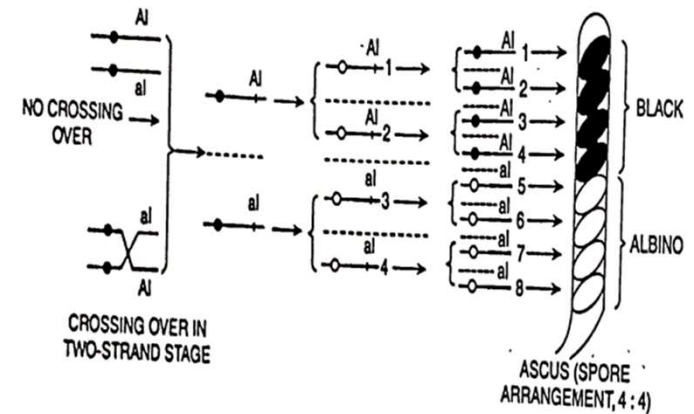 Al
al
NO CROSSING
OVER
al
Al
CROSSING OVER IN
TWO-STRAND STAGE
Al
al
Al
1
Al
2
al
3
al
4
Al
1
Al
2
Al
3
Al
4
al
5
al
6
al
7
al
8
BLACK
ALBINO
ASCUS (SPORE
ARRANGEMENT, 4 : 4)